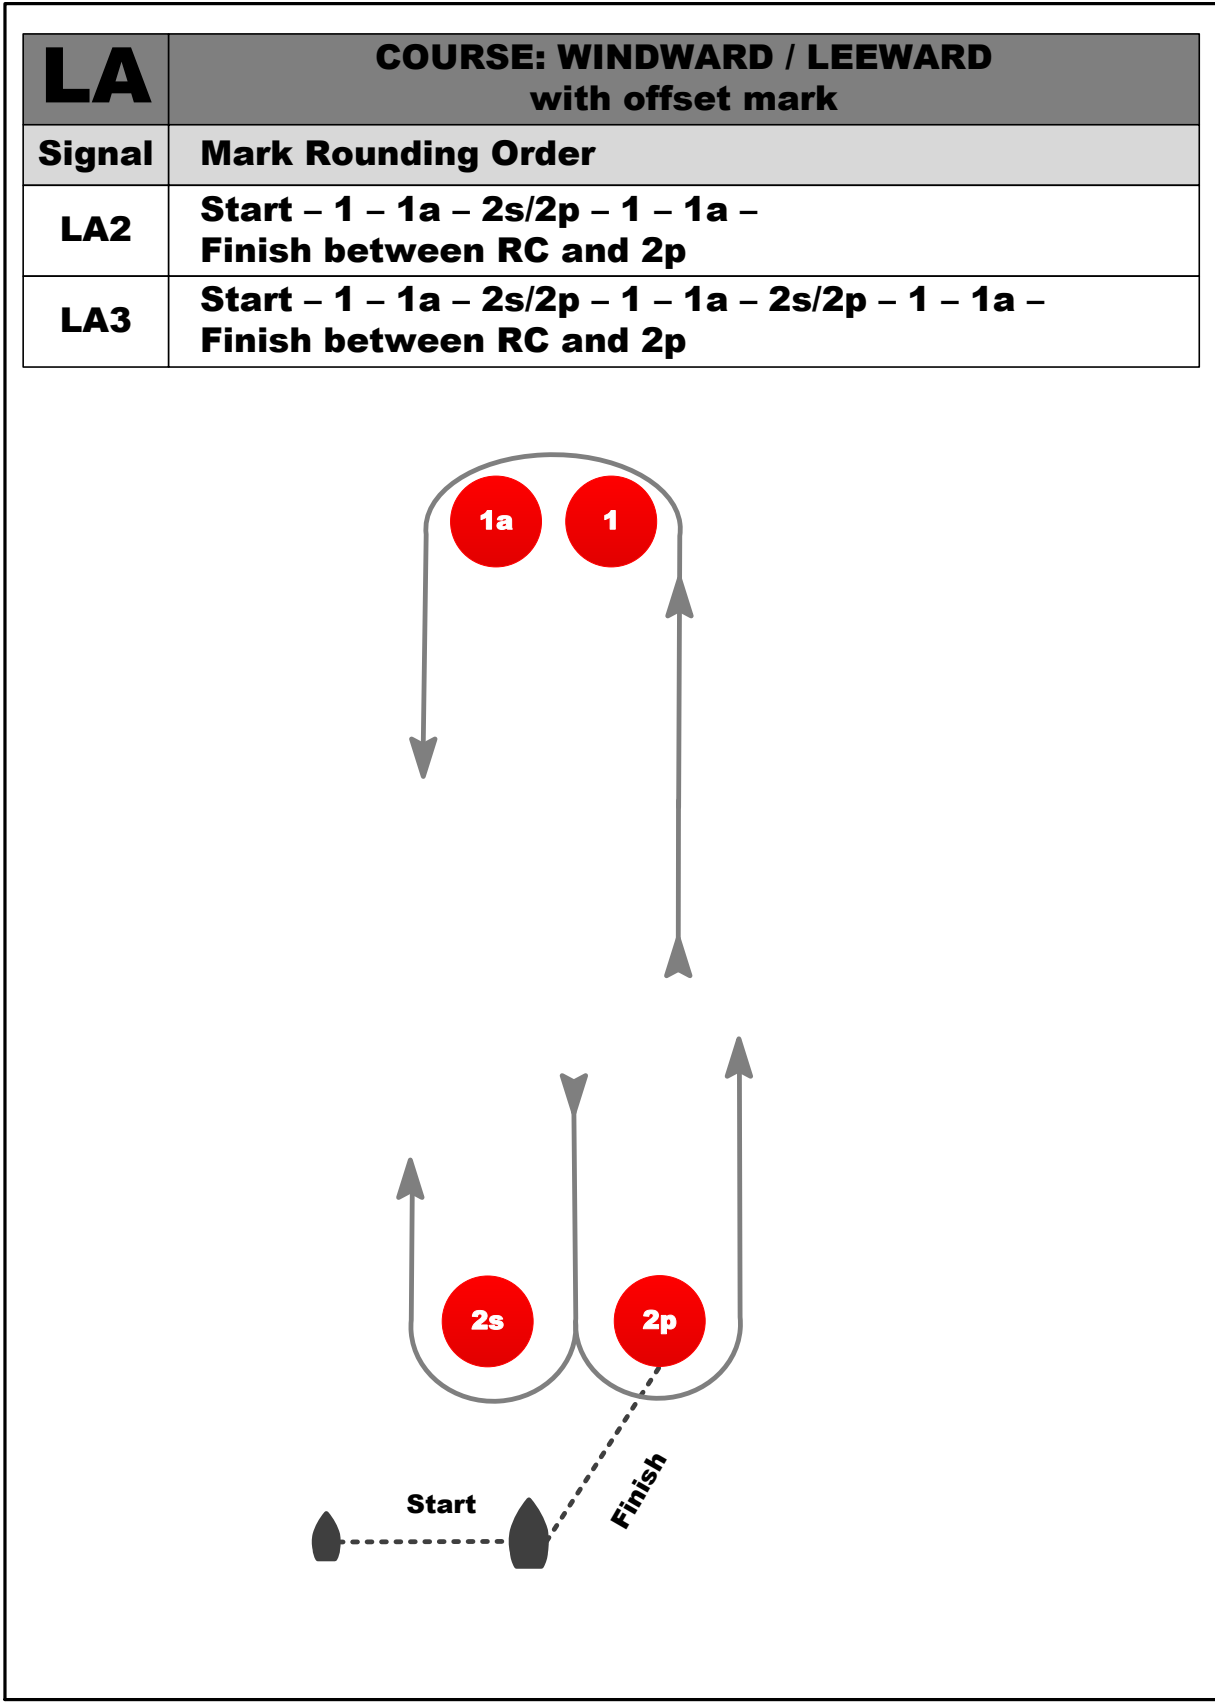 LA
COURSE: WINDWARD / LEEWARD
with offset mark
Signal
Mark Rounding Order
LA2
Start – 1 – 1a – 2s/2p – 1 – 1a –
Finish between RC and 2p
LA3
Start – 1 – 1a – 2s/2p – 1 – 1a – 2s/2p – 1 – 1a –
Finish between RC and 2p
1a
1
2s
2p
Start
Finish